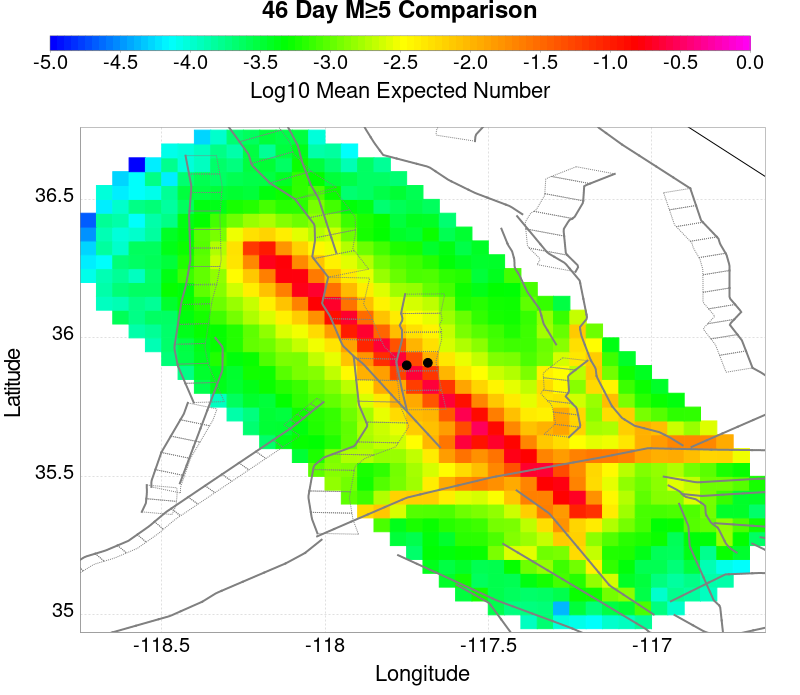 46 Day M≥5 Comparison
-5.0 -4.5 -4.0 -3.5 -3.0 -2.5 -2.0 -1.5 -1.0 -0.5 0.0
Log10 Mean Expected Number
36.5
36
35.5
35
Latitude
-118.5 -118 -117.5 -117
Longitude